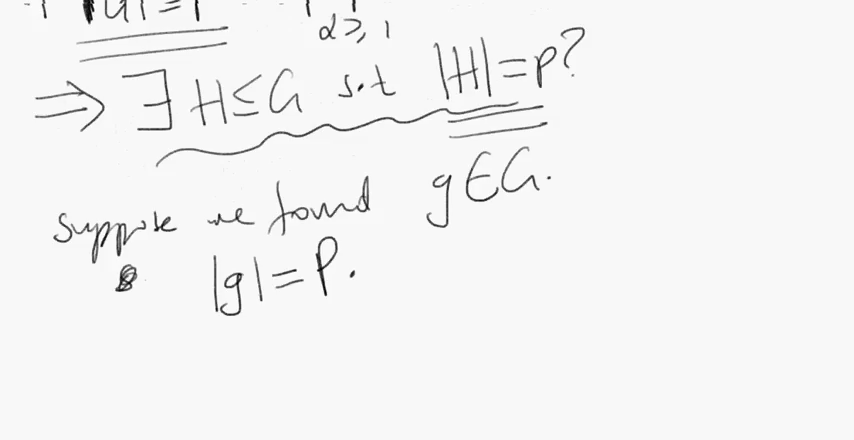 |G| = p
α ≥ 1
⇒ ∃ H ≤ G s.t |H| = p?
suppose we found g ∈ G.
|g| = p.